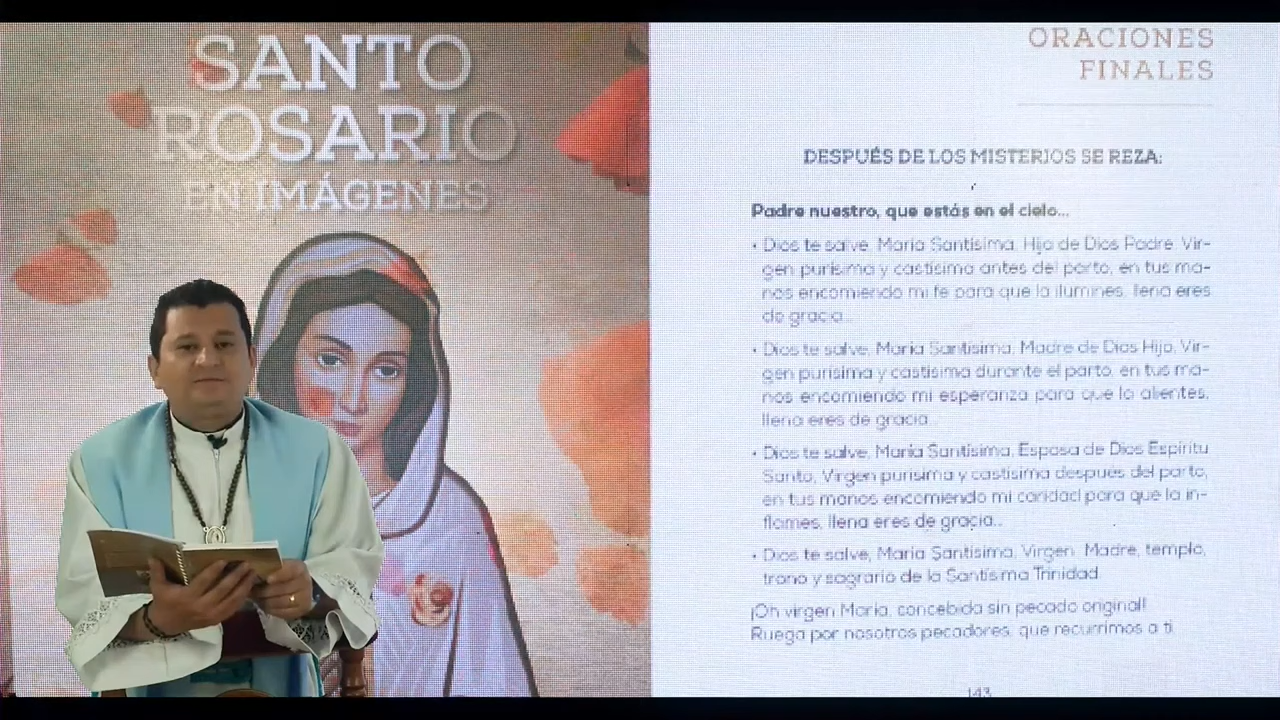 SANTO
ROSARIO
EN IMÁGENES
ORACIONES
FINALES
DESPUÉS DE LOS MISTERIOS SE REZA:
Padre nuestro, que estás en el cielo...
• Dios te salve, María Santísima, Hija de Dios Padre, Vir-
gen purísima y castísima antes del parto, en tus ma-
nos encomiendo mi fe para que la ilumines, llena eres
de gracia...
• Dios te salve, María Santísima, Madre de Dios Hijo, Vir-
gen purísima y castísima durante el parto, en tus ma-
nos encomiendo mi esperanza para que la alientes,
llena eres de gracia...
• Dios te salve, María Santísima, Esposa de Dios Espíritu
Santo, Virgen purísima y castísima después del parto,
en tus manos encomiendo mi caridad para que la in-
flames, llena eres de gracia...
• Dios te salve, María Santísima, Virgen Madre, templo,
trono y sagrario de la Santísima Trinidad.
¡Oh virgen María, concebida sin pecado original!
Ruega por nosotros pecadores, que recurrimos a ti.
143